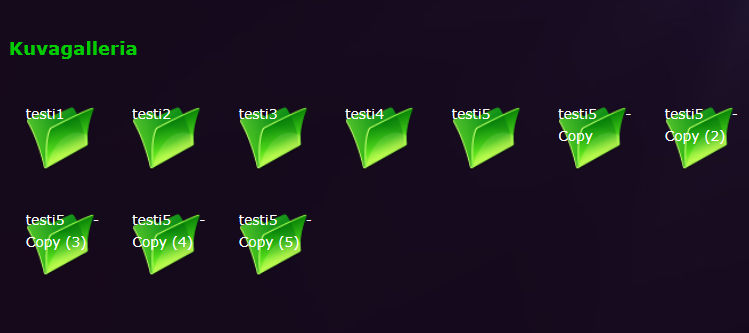 Kuvagalleria
testi1 testi2 testi3 testi4 testi5 testi5 - testi5 -
Copy Copy (2)
testi5 - testi5 - testi5 -
Copy (3) Copy (4) Copy (5)